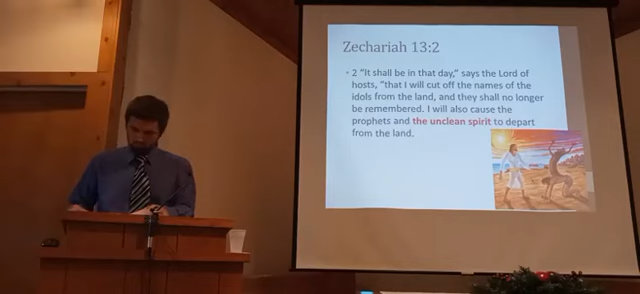 Zechariah 13:2
• 2 “It shall be in that day,” says the Lord of
hosts, “that I will cut off the names of the
idols from the land, and they shall no longer
be remembered. I will also cause the
prophets and the unclean spirit to depart
from the land.